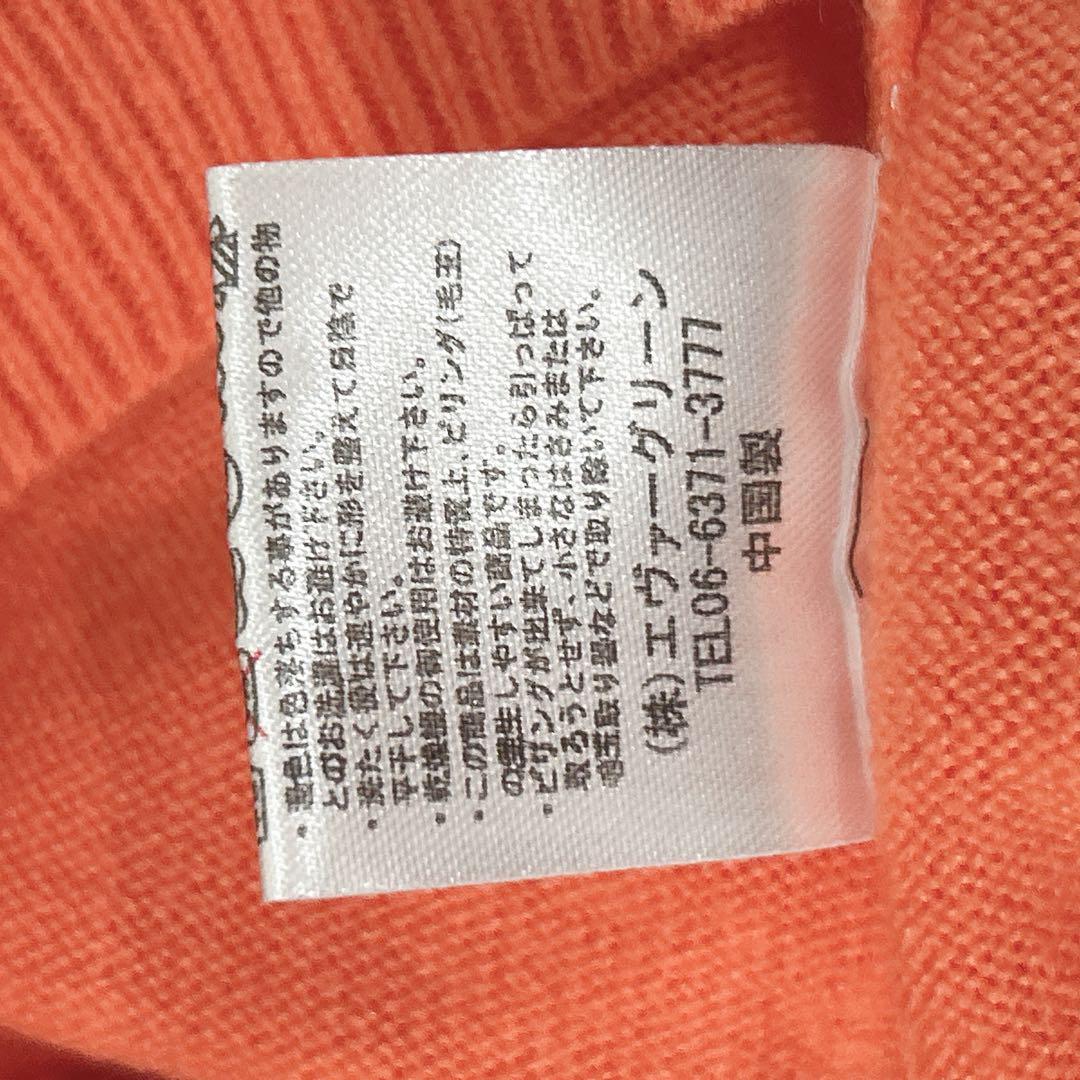 ・濃色は色落ちする事がありますので他の物
とのお洗濯はお避け下さい。
・洗たく後は速やかに形を整えて日陰で
平干して下さい。
・乾燥機の御使用はお避け下さい。
・この商品は素材の特徴上、ピリング(毛玉)
の発生しやすい商品です。
・ピリングが出来てしまったら引っぱって
取ろうとせず、小さなはさみまたは
毛玉取り器などで取り除いて下さい。
(株)エヴァーグリーン
TEL06-6371-3777
中国製